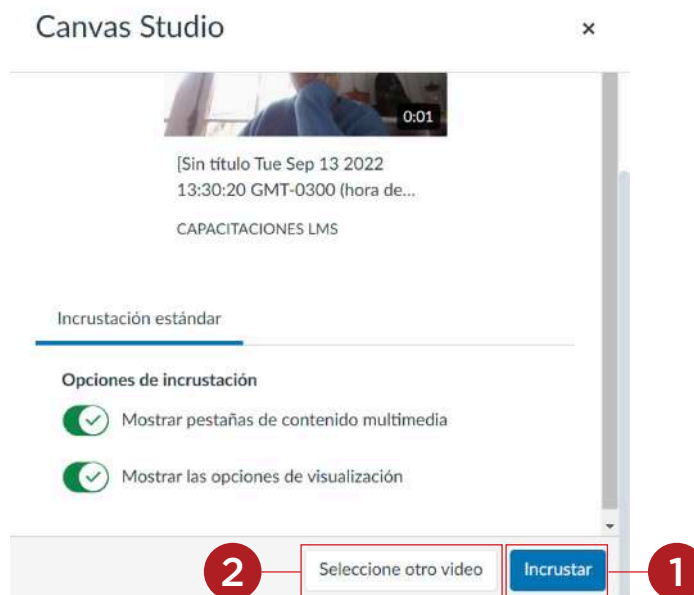 Canvas Studio
×
0:01
[Sin título Tue Sep 13 2022
13:30:20 GMT-0300 (hora de...
CAPACITACIONES LMS
Incrustación estándar
Opciones de incrustación
Mostrar pestañas de contenido multimedia
Mostrar las opciones de visualización
2 Seleccione otro video Incrustar 1